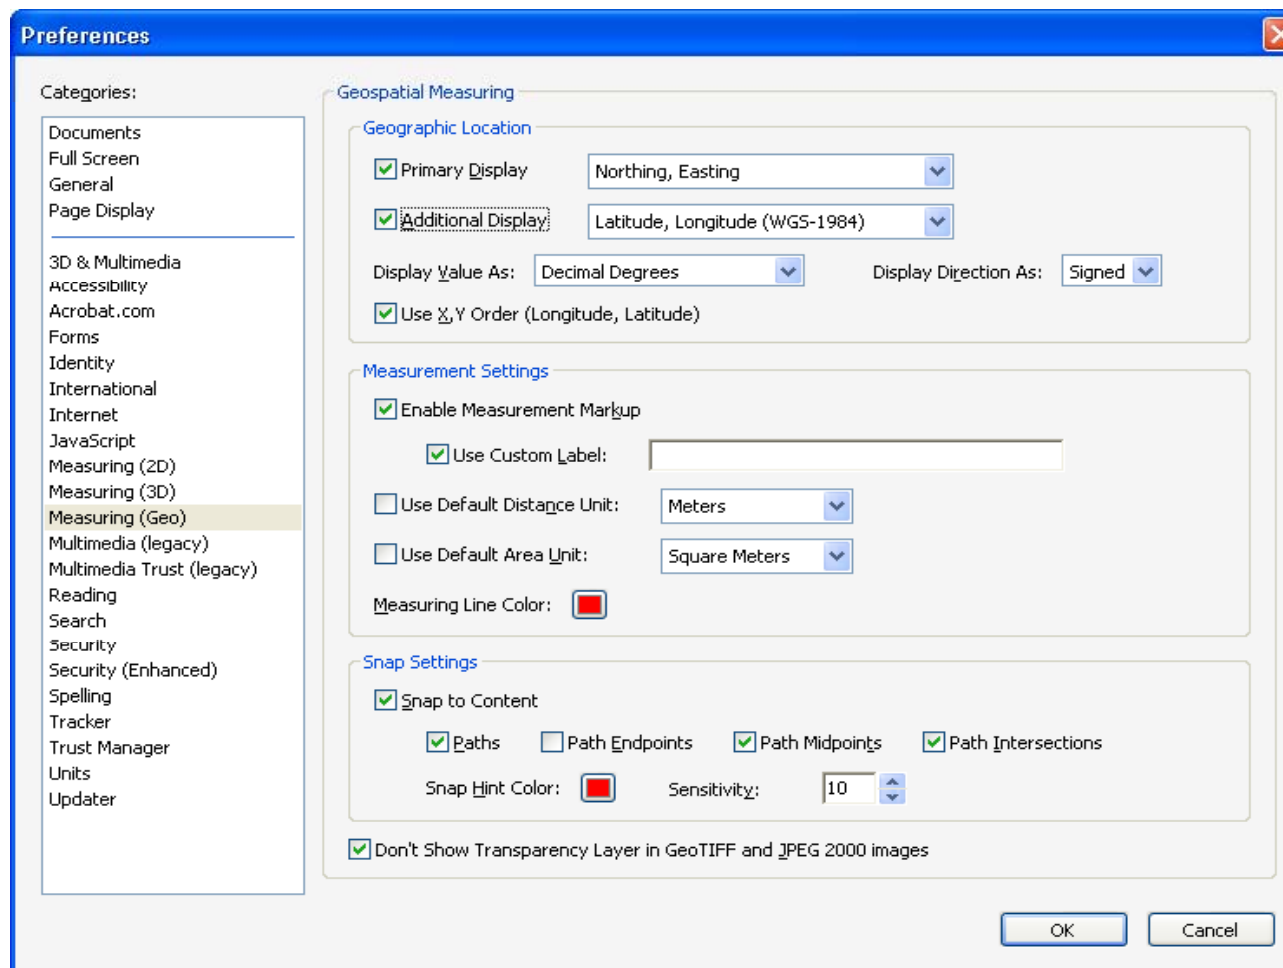 Preferences
Categories:
Documents
Full Screen
General
Page Display
3D & Multimedia
Accessibility
Acrobat.com
Forms
Identity
International
Internet
JavaScript
Measuring (2D)
Measuring (3D)
Measuring (Geo)
Multimedia (legacy)
Multimedia Trust (legacy)
Reading
Search
Security
Security (Enhanced)
Spelling
Tracker
Trust Manager
Units
Updater
Geospatial Measuring
Geographic Location
Primary Display Northing, Easting
Additional Display Latitude, Longitude (WGS-1984)
Display Value As: Decimal Degrees Display Direction As: Signed
Use X,Y Order (Longitude, Latitude)
Measurement Settings
Enable Measurement Markup
Use Custom Label:
Use Default Distance Unit: Meters
Use Default Area Unit: Square Meters
Measuring Line Color:
Snap Settings
Snap to Content
Paths Path Endpoints Path Midpoints Path Intersections
Snap Hint Color: Sensitivity: 10
Don't Show Transparency Layer in GeoTIFF and JPEG 2000 images
OK Cancel